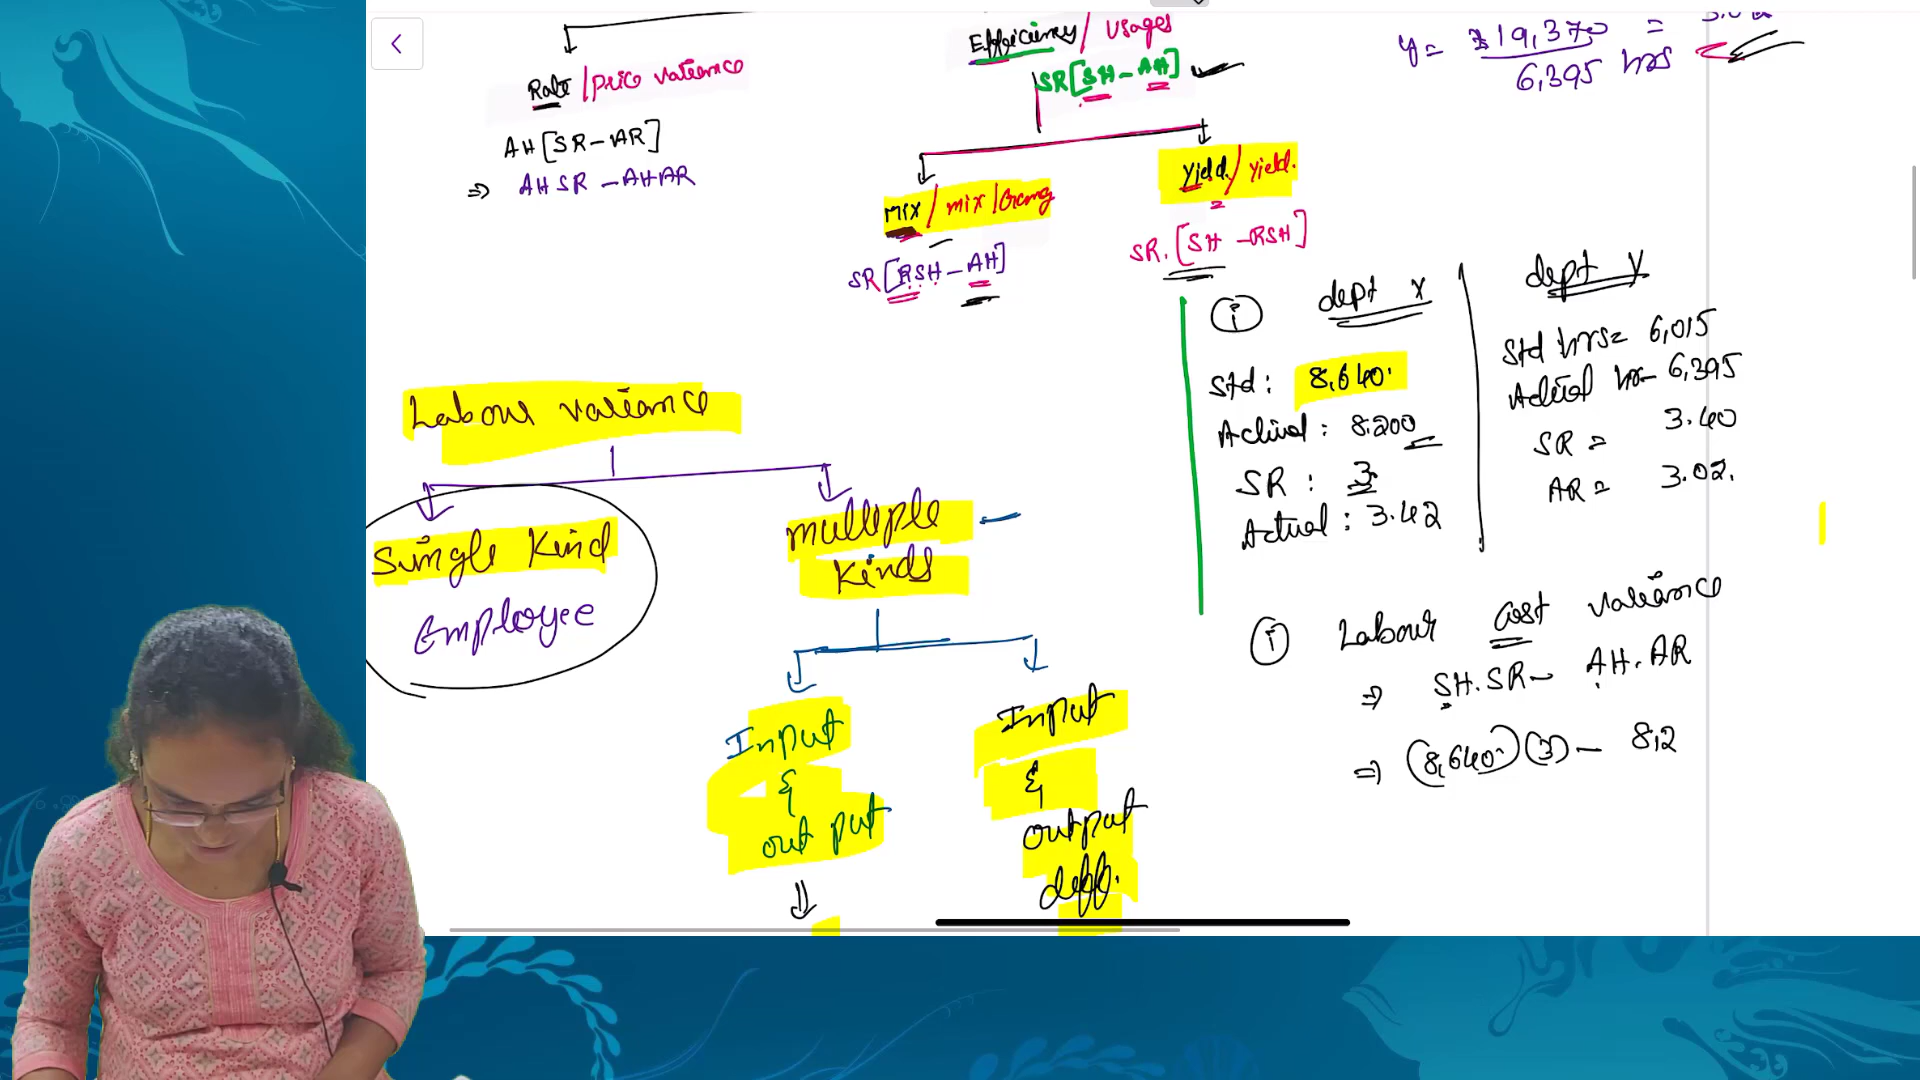 Efficiency / Usages
SR [SH - AH]
Rate / price variance
AH [SR - AR]
⇒ AHSR - AHAR
mix / mix / Gang
SR [RSH - AH]
Yield / yield.
SR. [SH - RSH]
y = ₹19,370 =
6,395 hrs
Labour variance
Single Kind
Employee
multiple
kinds
Input
&
out put
⇓
Input
&
output
diff.
(i) dept x
Std: 8,640.
Actual: 8,200
SR: 3
Actual: 3.42
dept y
Std hrs= 6,015
Actual hr- 6,395
SR = 3.40
AR = 3.02.
(i) Labour Cost variance
⇒ SH.SR - AH.AR
⇒ (8,640.) (3) - 8,2